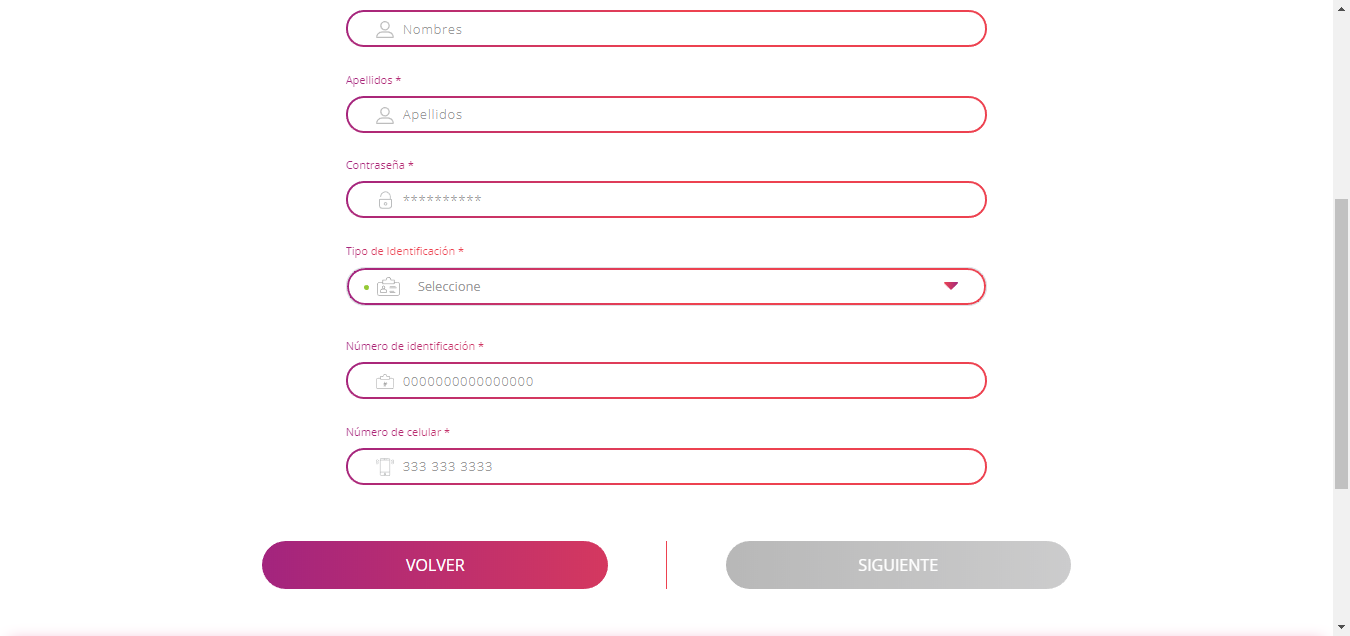 Nombres
Apellidos *
Apellidos
Contraseña *
**********
Tipo de Identificación *
Seleccione
Número de identificación *
0000000000000000
Número de celular *
333 333 3333
VOLVER
SIGUIENTE